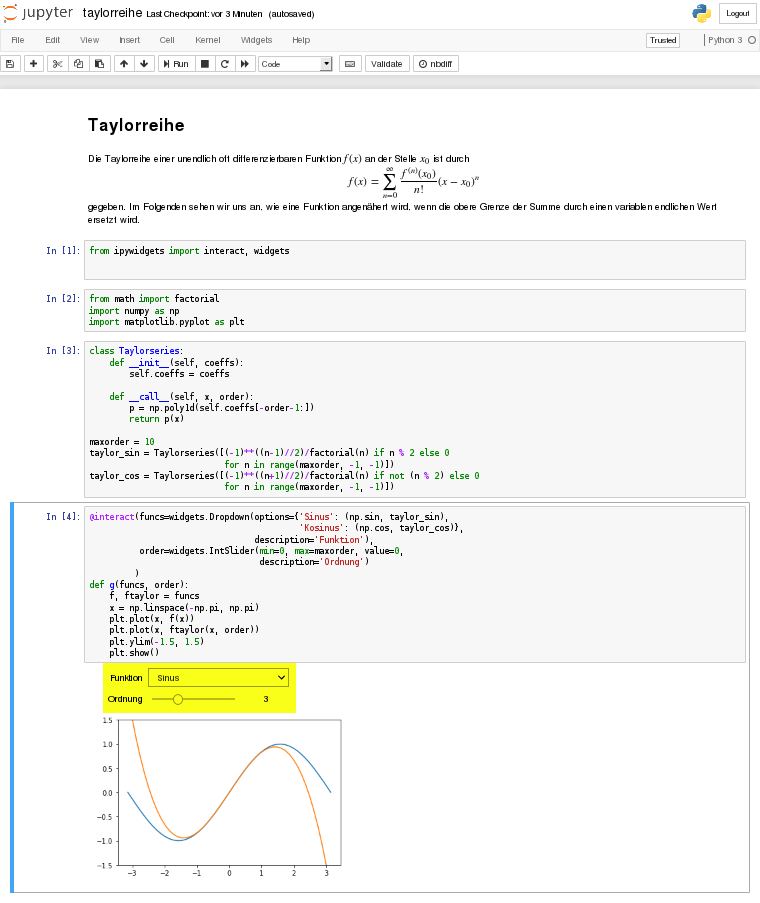 jupyter taylorreihe Last Checkpoint: vor 3 Minuten (autosaved) Logout
File Edit View Insert Cell Kernel Widgets Help Trusted Python 3
Run Code Validate nbdiff
Taylorreihe
Die Taylorreihe einer unendlich oft differenzierbaren Funktion f(x) an der Stelle x₀ ist durch
f(x) = ∑_{n=0}^{∞} f⁽ⁿ⁾(x₀)/n! (x − x₀)ⁿ
gegeben. Im Folgenden sehen wir uns an, wie eine Funktion angenähert wird, wenn die obere Grenze der Summe durch einen variablen endlichen Wert
ersetzt wird.
In [1]: from ipywidgets import interact, widgets
In [2]: from math import factorial
import numpy as np
import matplotlib.pyplot as plt
In [3]: class Taylorseries:
    def __init__(self, coeffs):
        self.coeffs = coeffs
    def __call__(self, x, order):
        p = np.poly1d(self.coeffs[-order-1:])
        return p(x)
maxorder = 10
taylor_sin = Taylorseries([(-1)**((n-1)//2)/factorial(n) if n % 2 else 0
                           for n in range(maxorder, -1, -1)])
taylor_cos = Taylorseries([(-1)**((n+1)//2)/factorial(n) if not (n % 2) else 0
                           for n in range(maxorder, -1, -1)])
In [4]: @interact(funcs=widgets.Dropdown(options={'Sinus': (np.sin, taylor_sin),
                                          'Kosinus': (np.cos, taylor_cos)},
                                 description='Funktion'),
          order=widgets.IntSlider(min=0, max=maxorder, value=0,
                                  description='Ordnung')
         )
def g(funcs, order):
    f, ftaylor = funcs
    x = np.linspace(-np.pi, np.pi)
    plt.plot(x, f(x))
    plt.plot(x, ftaylor(x, order))
    plt.ylim(-1.5, 1.5)
    plt.show()
Funktion Sinus
Ordnung 3
1.5
1.0
0.5
0.0
−0.5
−1.0
−1.5
−3 −2 −1 0 1 2 3